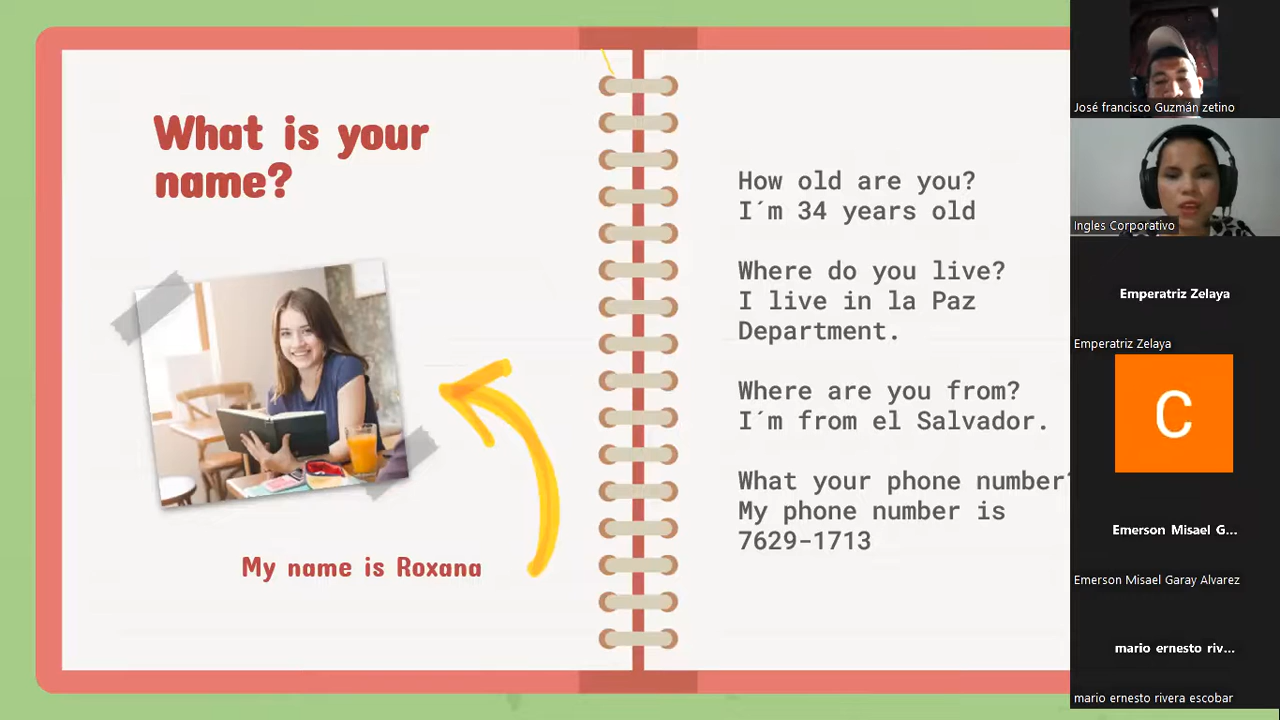 What is your
name?
My name is Roxana
How old are you?
I´m 34 years old
Where do you live?
I live in la Paz
Department.
Where are you from?
I´m from el Salvador.
What your phone number?
My phone number is
7629-1713
José francisco Guzmán zetino
Ingles Corporativo
Emperatriz Zelaya
Emperatriz Zelaya
C
Emerson Misael G...
Emerson Misael Garay Alvarez
mario ernesto riv...
mario ernesto rivera escobar